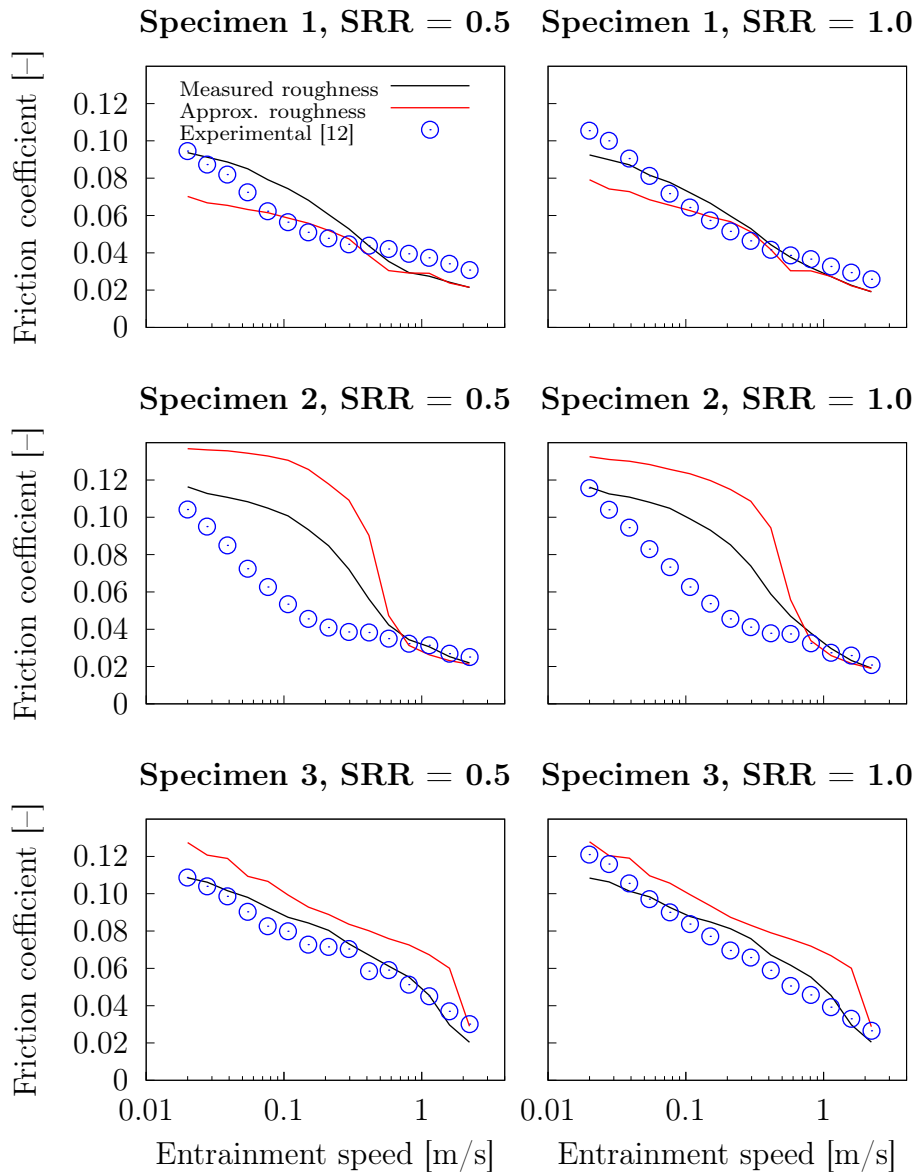 Specimen 1, SRR = 0.5 Specimen 1, SRR = 1.0
Friction coefficient [–]
0.12
0.10
0.08
0.06
0.04
0.02
0
Measured roughness
Approx. roughness
Experimental [12]
Specimen 2, SRR = 0.5 Specimen 2, SRR = 1.0
Friction coefficient [–]
0.12
0.10
0.08
0.06
0.04
0.02
0
Specimen 3, SRR = 0.5 Specimen 3, SRR = 1.0
Friction coefficient [–]
0.12
0.10
0.08
0.06
0.04
0.02
0
0.01 0.1 1 0.01 0.1 1
Entrainment speed [m/s] Entrainment speed [m/s]